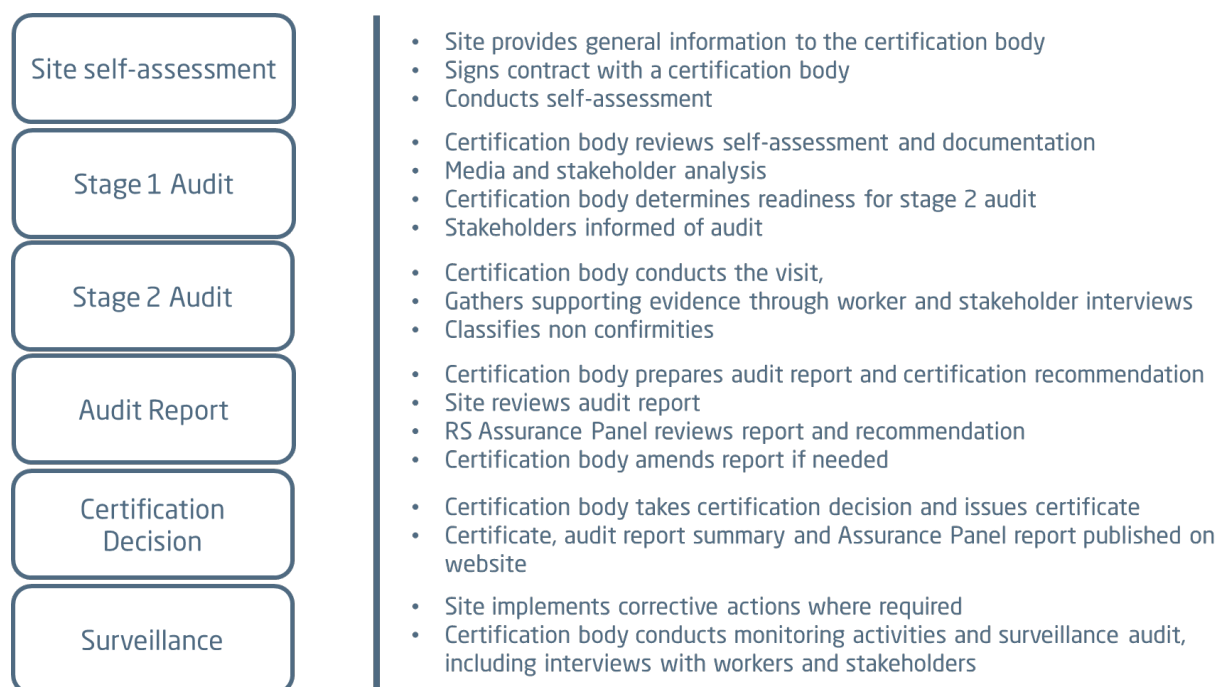 Site self-assessment
• Site provides general information to the certification body
• Signs contract with a certification body
• Conducts self-assessment
Stage 1 Audit
• Certification body reviews self-assessment and documentation
• Media and stakeholder analysis
• Certification body determines readiness for stage 2 audit
• Stakeholders informed of audit
Stage 2 Audit
• Certification body conducts the visit,
• Gathers supporting evidence through worker and stakeholder interviews
• Classifies non confirmities
Audit Report
• Certification body prepares audit report and certification recommendation
• Site reviews audit report
• RS Assurance Panel reviews report and recommendation
• Certification body amends report if needed
Certification
Decision
• Certification body takes certification decision and issues certificate
• Certificate, audit report summary and Assurance Panel report published on
website
Surveillance
• Site implements corrective actions where required
• Certification body conducts monitoring activities and surveillance audit,
including interviews with workers and stakeholders